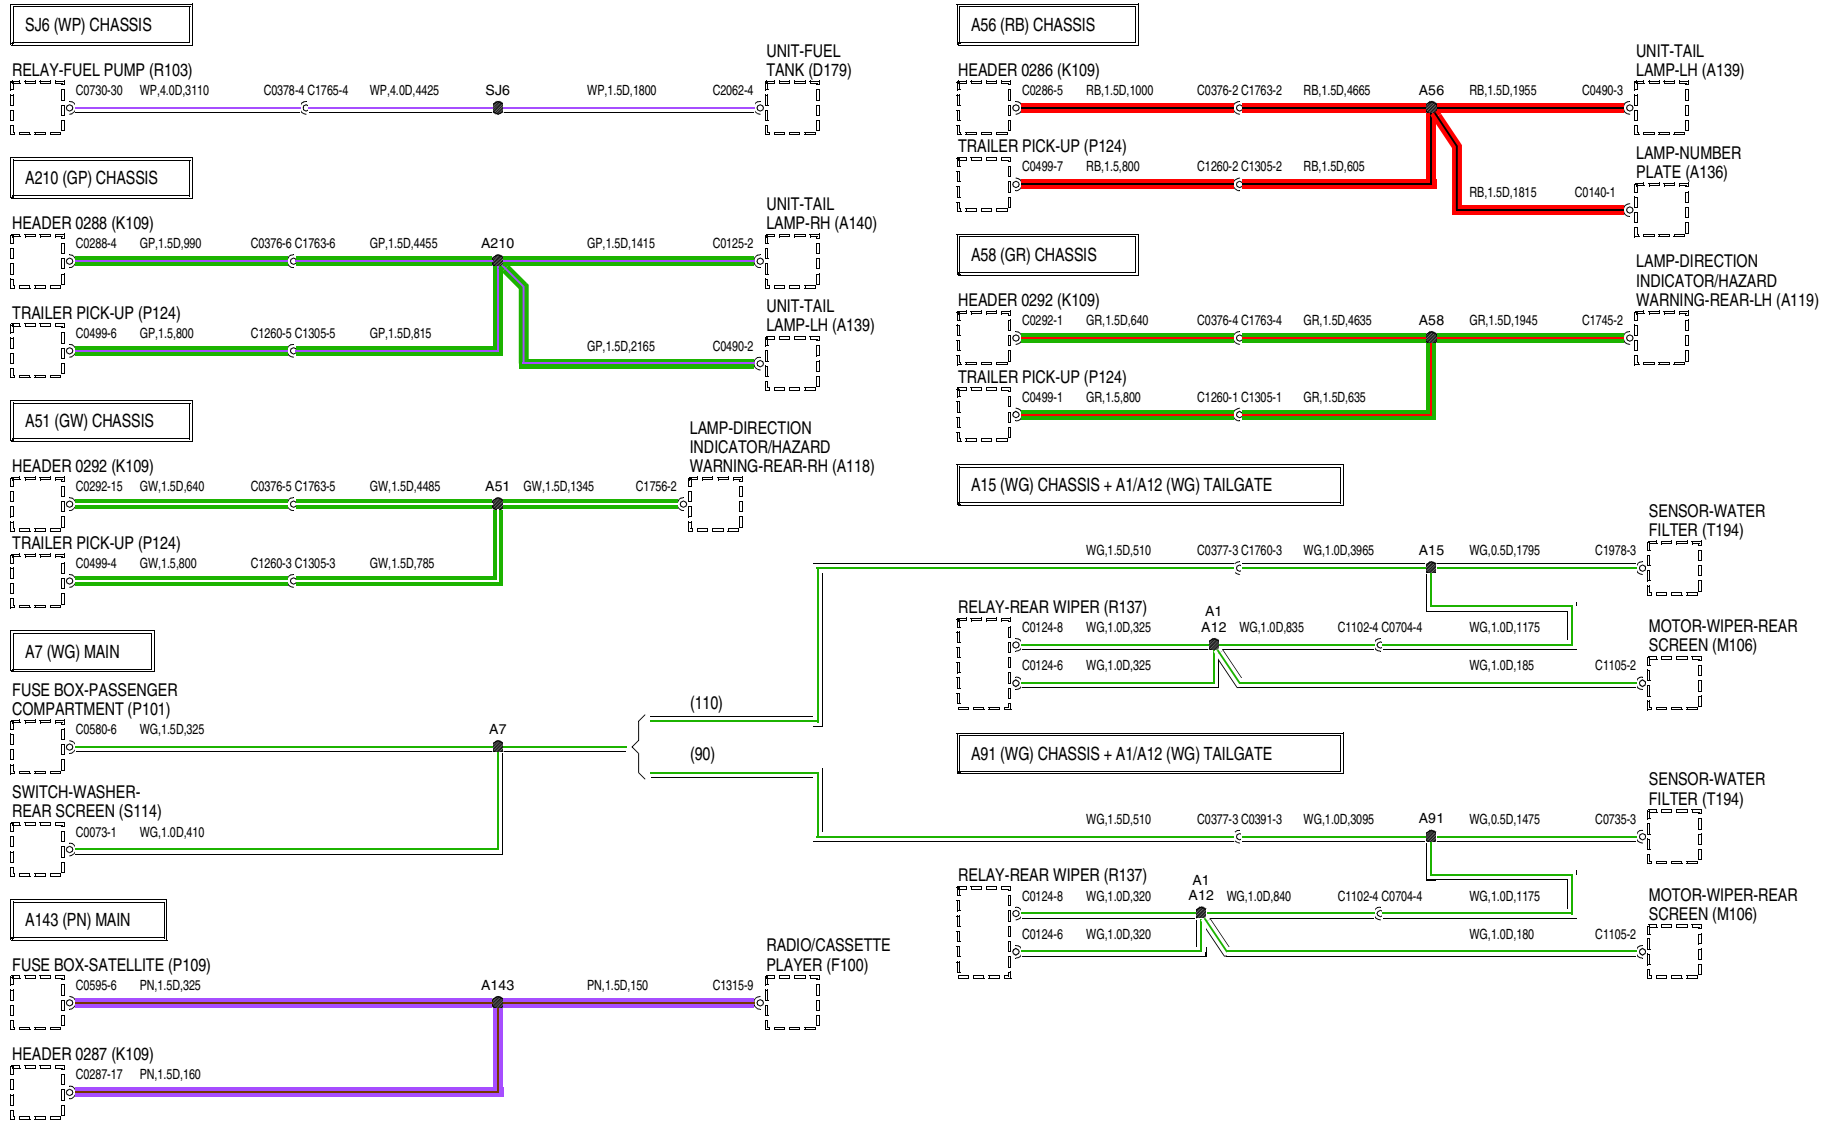 SJ6 (WP) CHASSIS
RELAY-FUEL PUMP (R103)
UNIT-FUEL
TANK (D179)
C0730-30 WP,4.0D,3110 C0378-4 C1765-4 WP,4.0D,4425 SJ6 WP,1.5D,1800 C2062-4
A210 (GP) CHASSIS
HEADER 0288 (K109)
UNIT-TAIL
LAMP-RH (A140)
C0288-4 GP,1.5D,990 C0376-6 C1763-6 GP,1.5D,4455 A210 GP,1.5D,1415 C0125-2
TRAILER PICK-UP (P124)
UNIT-TAIL
LAMP-LH (A139)
C0499-6 GP,1.5,800 C1260-5 C1305-5 GP,1.5D,815
GP,1.5D,2165 C0490-2
A51 (GW) CHASSIS
HEADER 0292 (K109)
LAMP-DIRECTION
INDICATOR/HAZARD
WARNING-REAR-RH (A118)
C0292-15 GW,1.5D,640 C0376-5 C1763-5 GW,1.5D,4485 A51 GW,1.5D,1345 C1756-2
TRAILER PICK-UP (P124)
C0499-4 GW,1.5,800 C1260-3 C1305-3 GW,1.5D,785
A7 (WG) MAIN
FUSE BOX-PASSENGER
COMPARTMENT (P101)
C0580-6 WG,1.5D,325 A7
(110)
(90)
SWITCH-WASHER-
REAR SCREEN (S114)
C0073-1 WG,1.0D,410
A143 (PN) MAIN
FUSE BOX-SATELLITE (P109)
RADIO/CASSETTE
PLAYER (F100)
C0595-6 PN,1.5D,325 A143 PN,1.5D,150 C1315-9
HEADER 0287 (K109)
C0287-17 PN,1.5D,160
A56 (RB) CHASSIS
HEADER 0286 (K109)
UNIT-TAIL
LAMP-LH (A139)
C0286-5 RB,1.5D,1000 C0376-2 C1763-2 RB,1.5D,4665 A56 RB,1.5D,1955 C0490-3
TRAILER PICK-UP (P124)
LAMP-NUMBER
PLATE (A136)
C0499-7 RB,1.5,800 C1260-2 C1305-2 RB,1.5D,605
RB,1.5D,1815 C0140-1
A58 (GR) CHASSIS
HEADER 0292 (K109)
LAMP-DIRECTION
INDICATOR/HAZARD
WARNING-REAR-LH (A119)
C0292-1 GR,1.5D,640 C0376-4 C1763-4 GR,1.5D,4635 A58 GR,1.5D,1945 C1745-2
TRAILER PICK-UP (P124)
C0499-1 GR,1.5,800 C1260-1 C1305-1 GR,1.5D,635
A15 (WG) CHASSIS + A1/A12 (WG) TAILGATE
SENSOR-WATER
FILTER (T194)
WG,1.5D,510 C0377-3 C1760-3 WG,1.0D,3965 A15 WG,0.5D,1795 C1978-3
RELAY-REAR WIPER (R137)
A1
C0124-8 WG,1.0D,325 A12 WG,1.0D,835 C1102-4 C0704-4 WG,1.0D,1175
MOTOR-WIPER-REAR
SCREEN (M106)
C0124-6 WG,1.0D,325 WG,1.0D,185 C1105-2
A91 (WG) CHASSIS + A1/A12 (WG) TAILGATE
SENSOR-WATER
FILTER (T194)
WG,1.5D,510 C0377-3 C0391-3 WG,1.0D,3095 A91 WG,0.5D,1475 C0735-3
RELAY-REAR WIPER (R137)
A1
C0124-8 WG,1.0D,320 A12 WG,1.0D,840 C1102-4 C0704-4 WG,1.0D,1175
MOTOR-WIPER-REAR
SCREEN (M106)
C0124-6 WG,1.0D,320 WG,1.0D,180 C1105-2